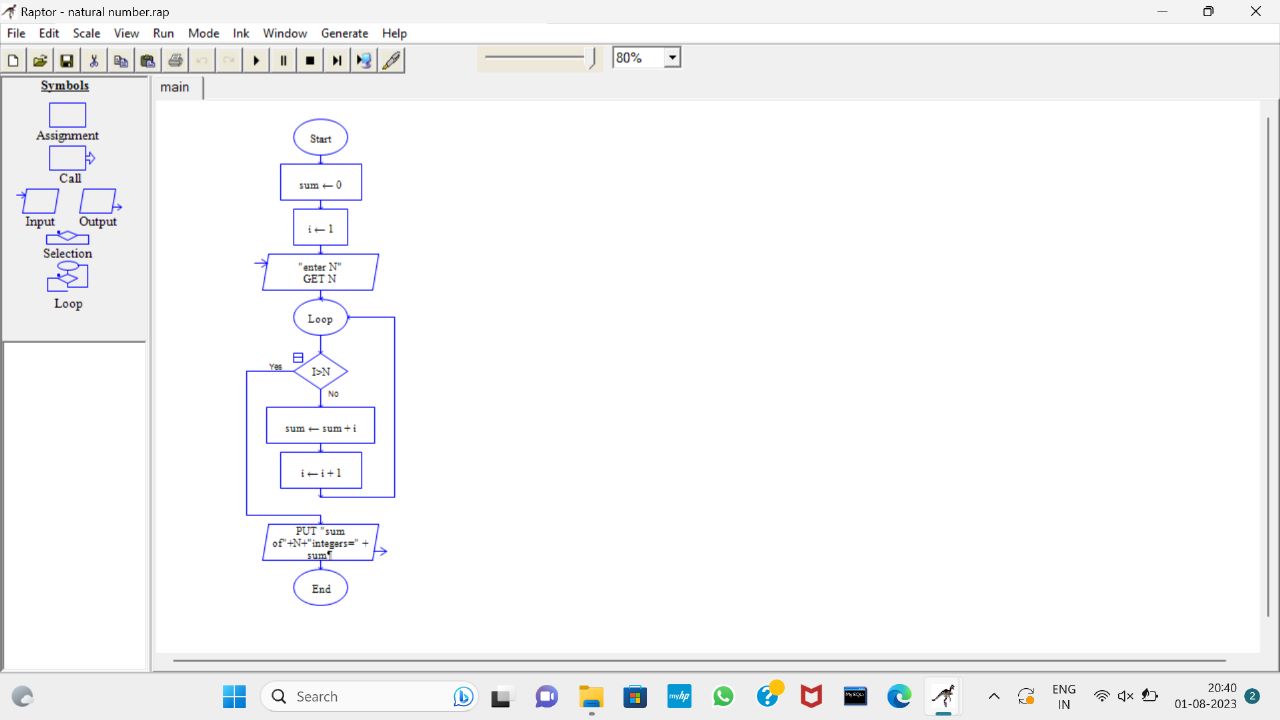 Raptor - natural number.rap
File Edit Scale View Run Mode Ink Window Generate Help
80%
Symbols
Assignment
Call
Input Output
Selection
Loop
main
Start
sum ← 0
i ← 1
"enter N"
GET N
Loop
I>N
Yes
No
sum ← sum + i
i ← i + 1
PUT "sum
of"+N+"integers=" +
sum¶
End
Search
myhp
MySQL
ENG
IN
20:40
01-08-2023
2